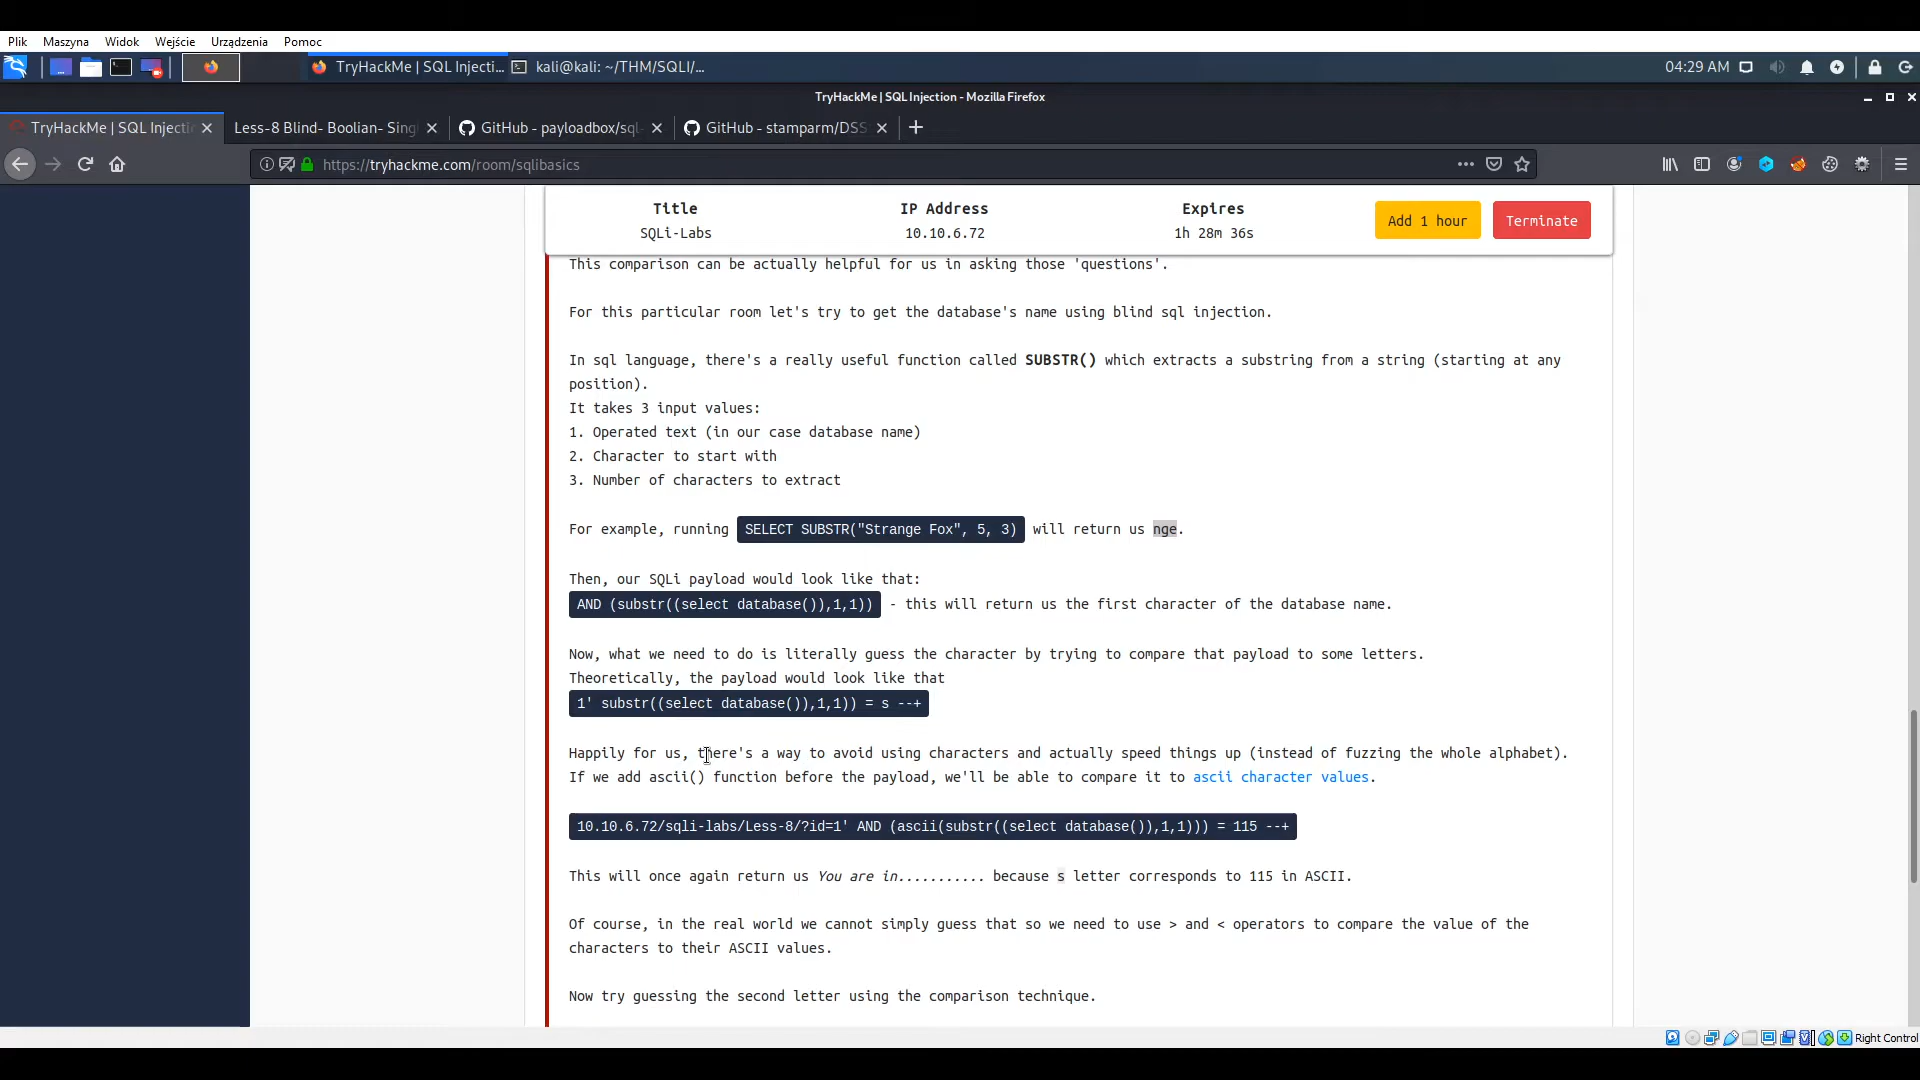 Plik Maszyna Widok Wejście Urządzenia Pomoc
TryHackMe | SQL Injecti... kali@kali: ~/THM/SQLI/... 04:29 AM
TryHackMe | SQL Injection - Mozilla Firefox
TryHackMe | SQL Injecti Less-8 Blind- Boolian- Sing GitHub - payloadbox/sql- GitHub - stamparm/DSS
https://tryhackme.com/room/sqlibasics
Title IP Address Expires
SQLi-Labs 10.10.6.72 1h 28m 36s Add 1 hour Terminate
This comparison can be actually helpful for us in asking those 'questions'.
For this particular room let's try to get the database's name using blind sql injection.
In sql language, there's a really useful function called SUBSTR() which extracts a substring from a string (starting at any
position).
It takes 3 input values:
1. Operated text (in our case database name)
2. Character to start with
3. Number of characters to extract
For example, running SELECT SUBSTR("Strange Fox", 5, 3) will return us nge.
Then, our SQLi payload would look like that:
AND (substr((select database()),1,1)) - this will return us the first character of the database name.
Now, what we need to do is literally guess the character by trying to compare that payload to some letters.
Theoretically, the payload would look like that
1' substr((select database()),1,1)) = s --+
Happily for us, there's a way to avoid using characters and actually speed things up (instead of fuzzing the whole alphabet).
If we add ascii() function before the payload, we'll be able to compare it to ascii character values.
10.10.6.72/sqli-labs/Less-8/?id=1' AND (ascii(substr((select database()),1,1))) = 115 --+
This will once again return us You are in........... because s letter corresponds to 115 in ASCII.
Of course, in the real world we cannot simply guess that so we need to use > and < operators to compare the value of the
characters to their ASCII values.
Now try guessing the second letter using the comparison technique.
Right Control